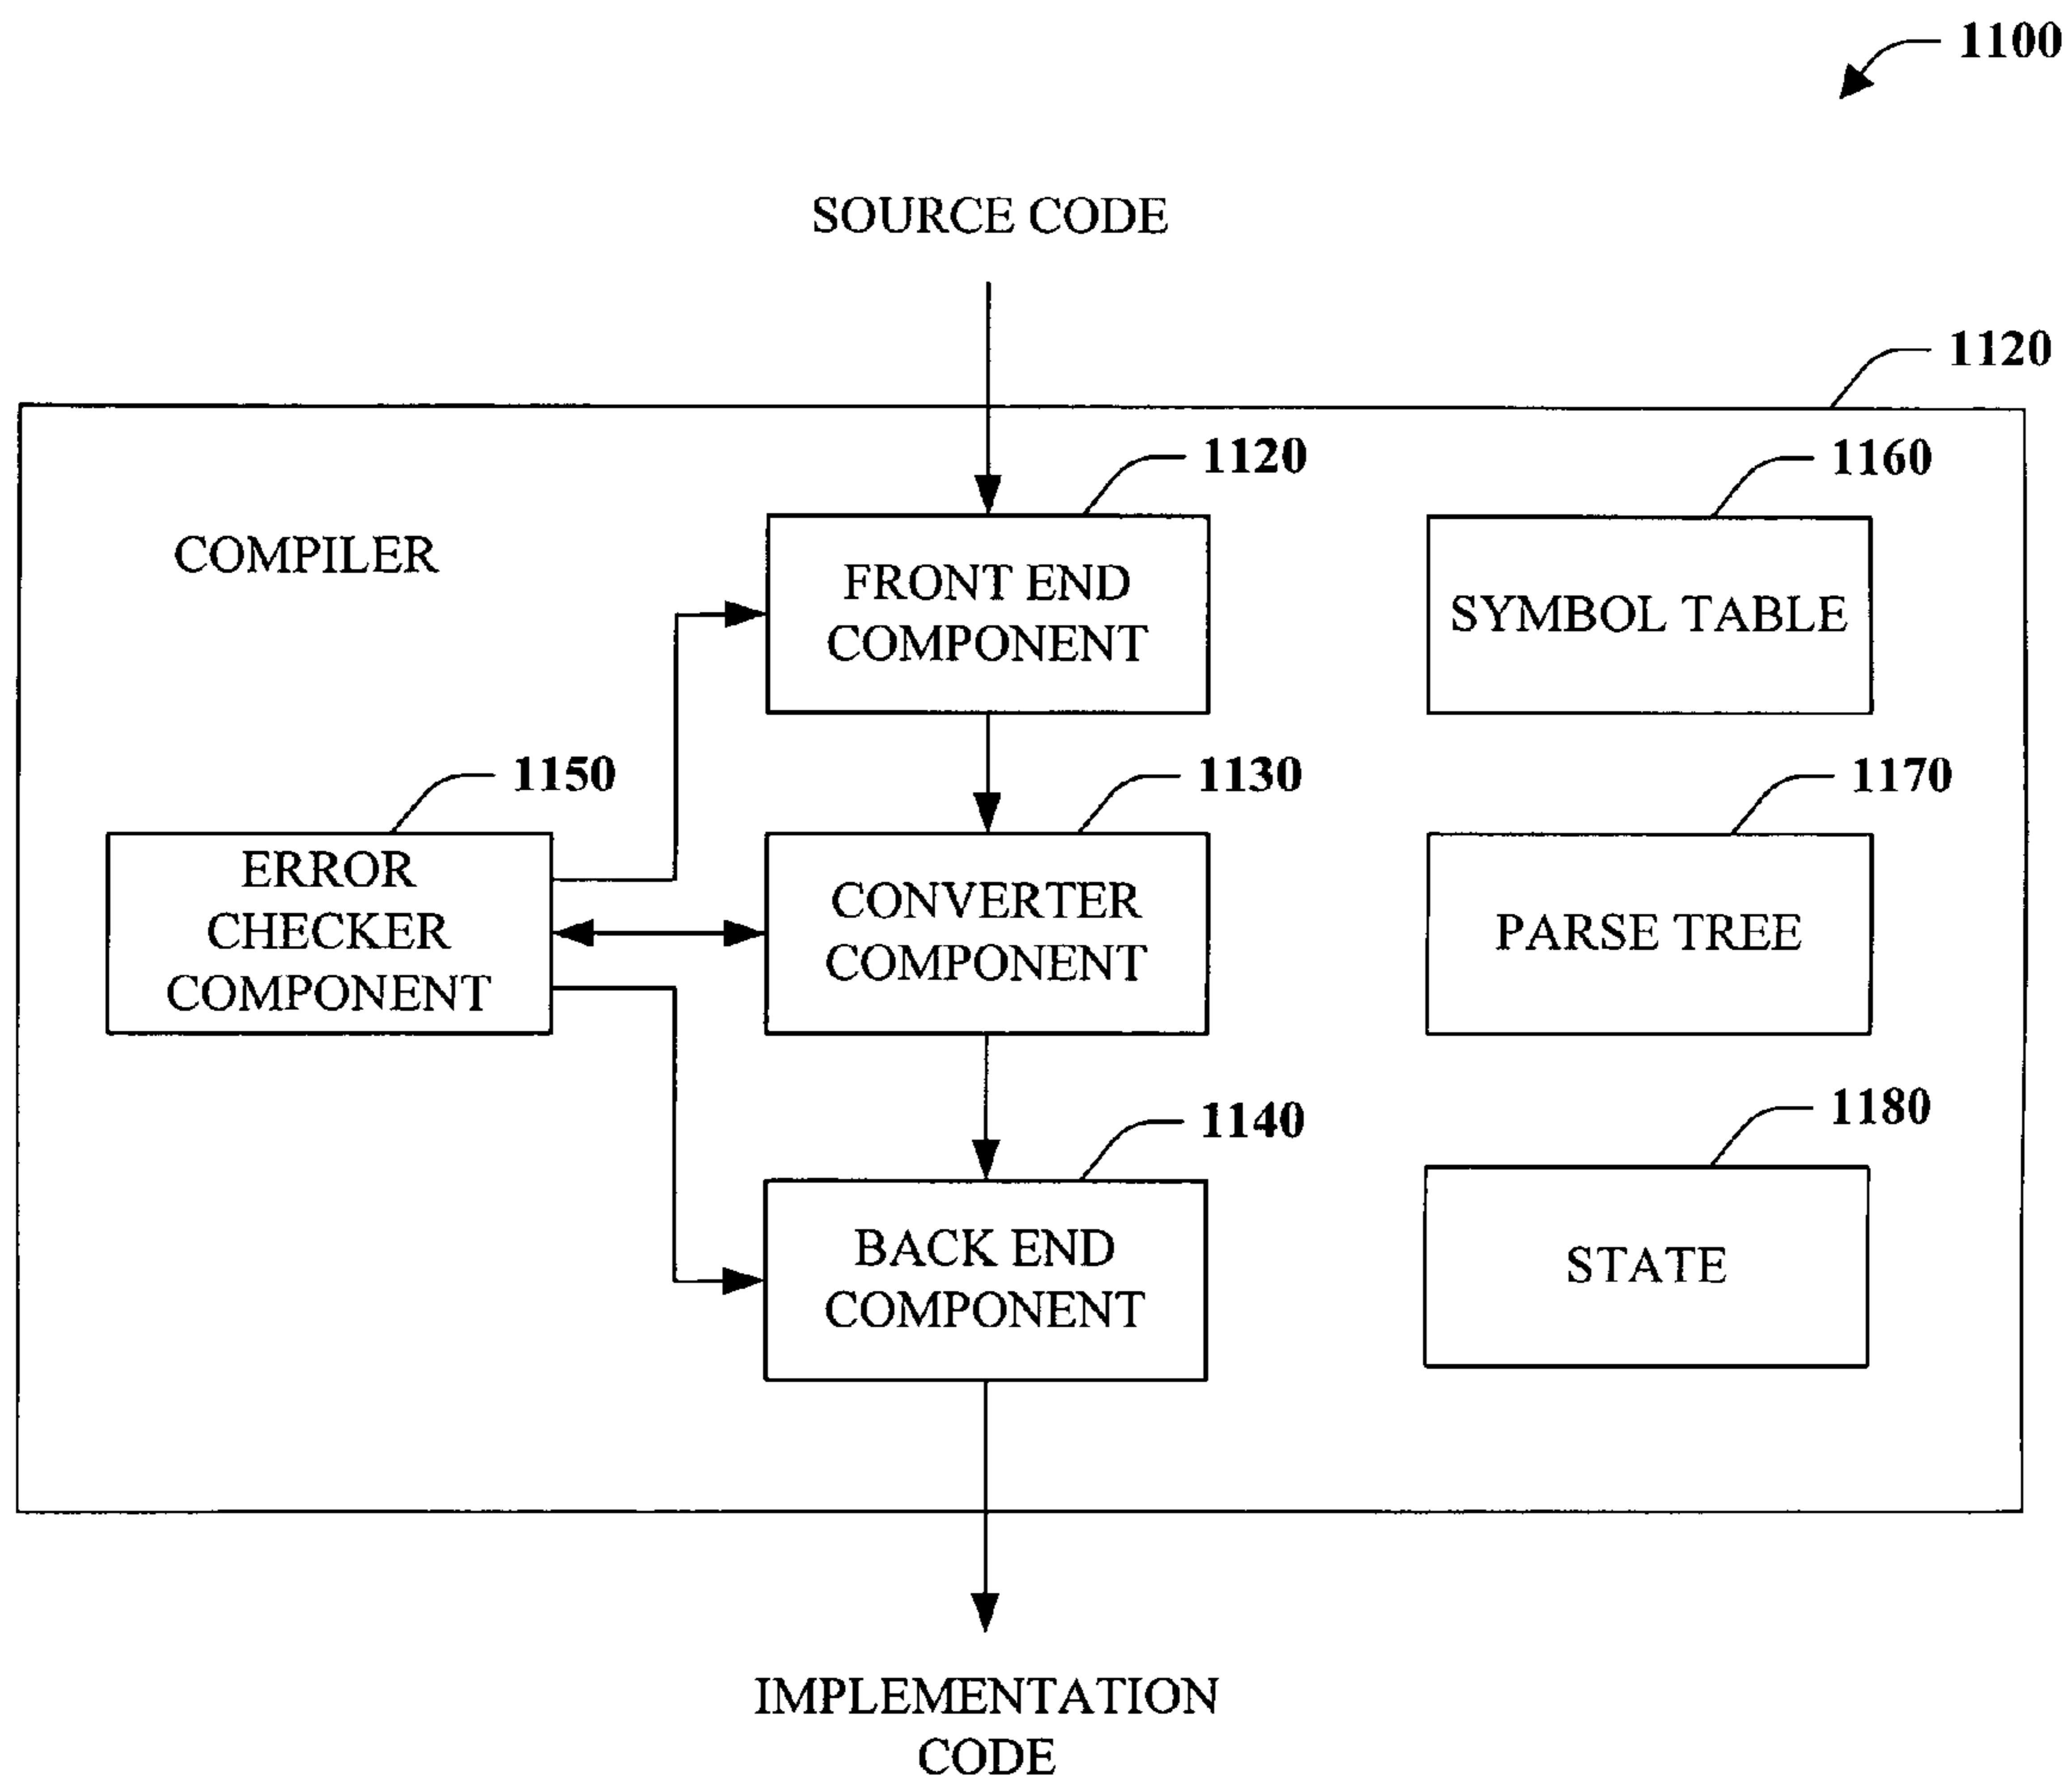 1100
SOURCE CODE
1120
1120
1160
COMPILER
FRONT END
COMPONENT
SYMBOL TABLE
1150
1130
1170
ERROR
CHECKER
COMPONENT
CONVERTER
COMPONENT
PARSE TREE
1140
1180
BACK END
COMPONENT
STATE
IMPLEMENTATION
CODE